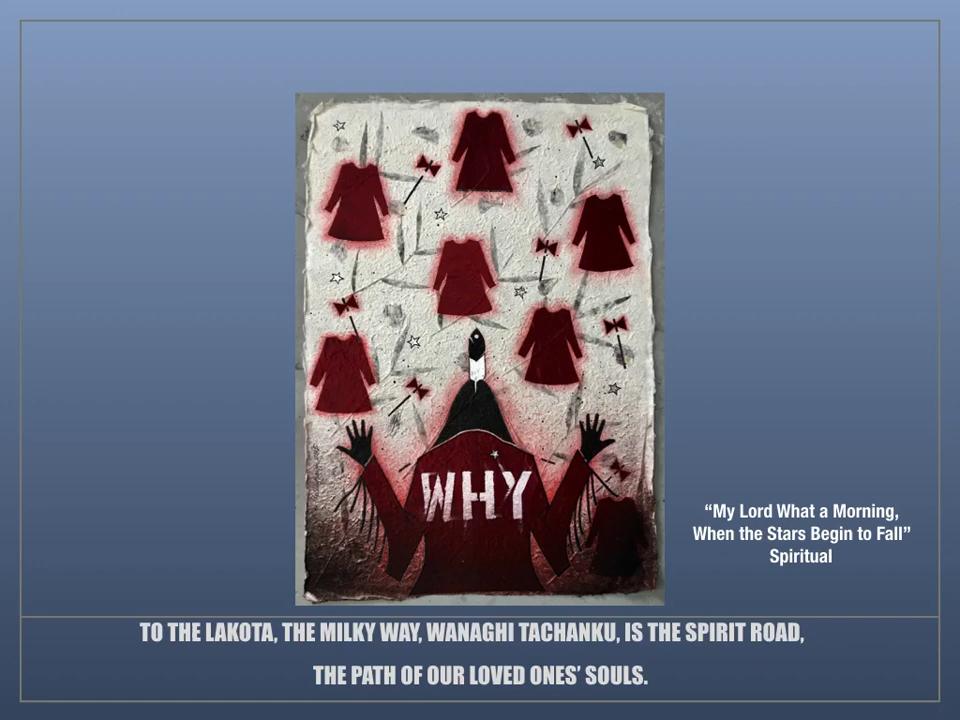 WHY
“My Lord What a Morning,
When the Stars Begin to Fall”
Spiritual
TO THE LAKOTA, THE MILKY WAY, WANAGHI TACHANKU, IS THE SPIRIT ROAD,
THE PATH OF OUR LOVED ONES’ SOULS.